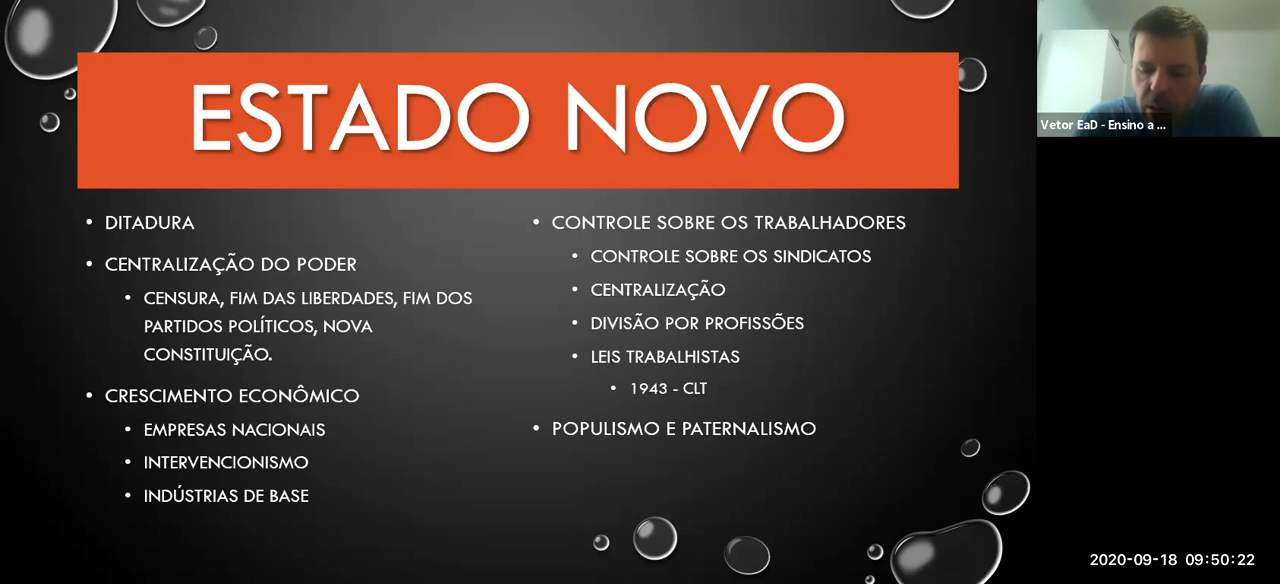 ESTADO NOVO
• DITADURA
• CENTRALIZAÇÃO DO PODER
• CENSURA, FIM DAS LIBERDADES, FIM DOS
PARTIDOS POLÍTICOS, NOVA
CONSTITUIÇÃO.
• CRESCIMENTO ECONÔMICO
• EMPRESAS NACIONAIS
• INTERVENCIONISMO
• INDÚSTRIAS DE BASE
• CONTROLE SOBRE OS TRABALHADORES
• CONTROLE SOBRE OS SINDICATOS
• CENTRALIZAÇÃO
• DIVISÃO POR PROFISSÕES
• LEIS TRABALHISTAS
• 1943 - CLT
• POPULISMO E PATERNALISMO
Vetor EaD - Ensino a ...
2020-09-18 09:50:22